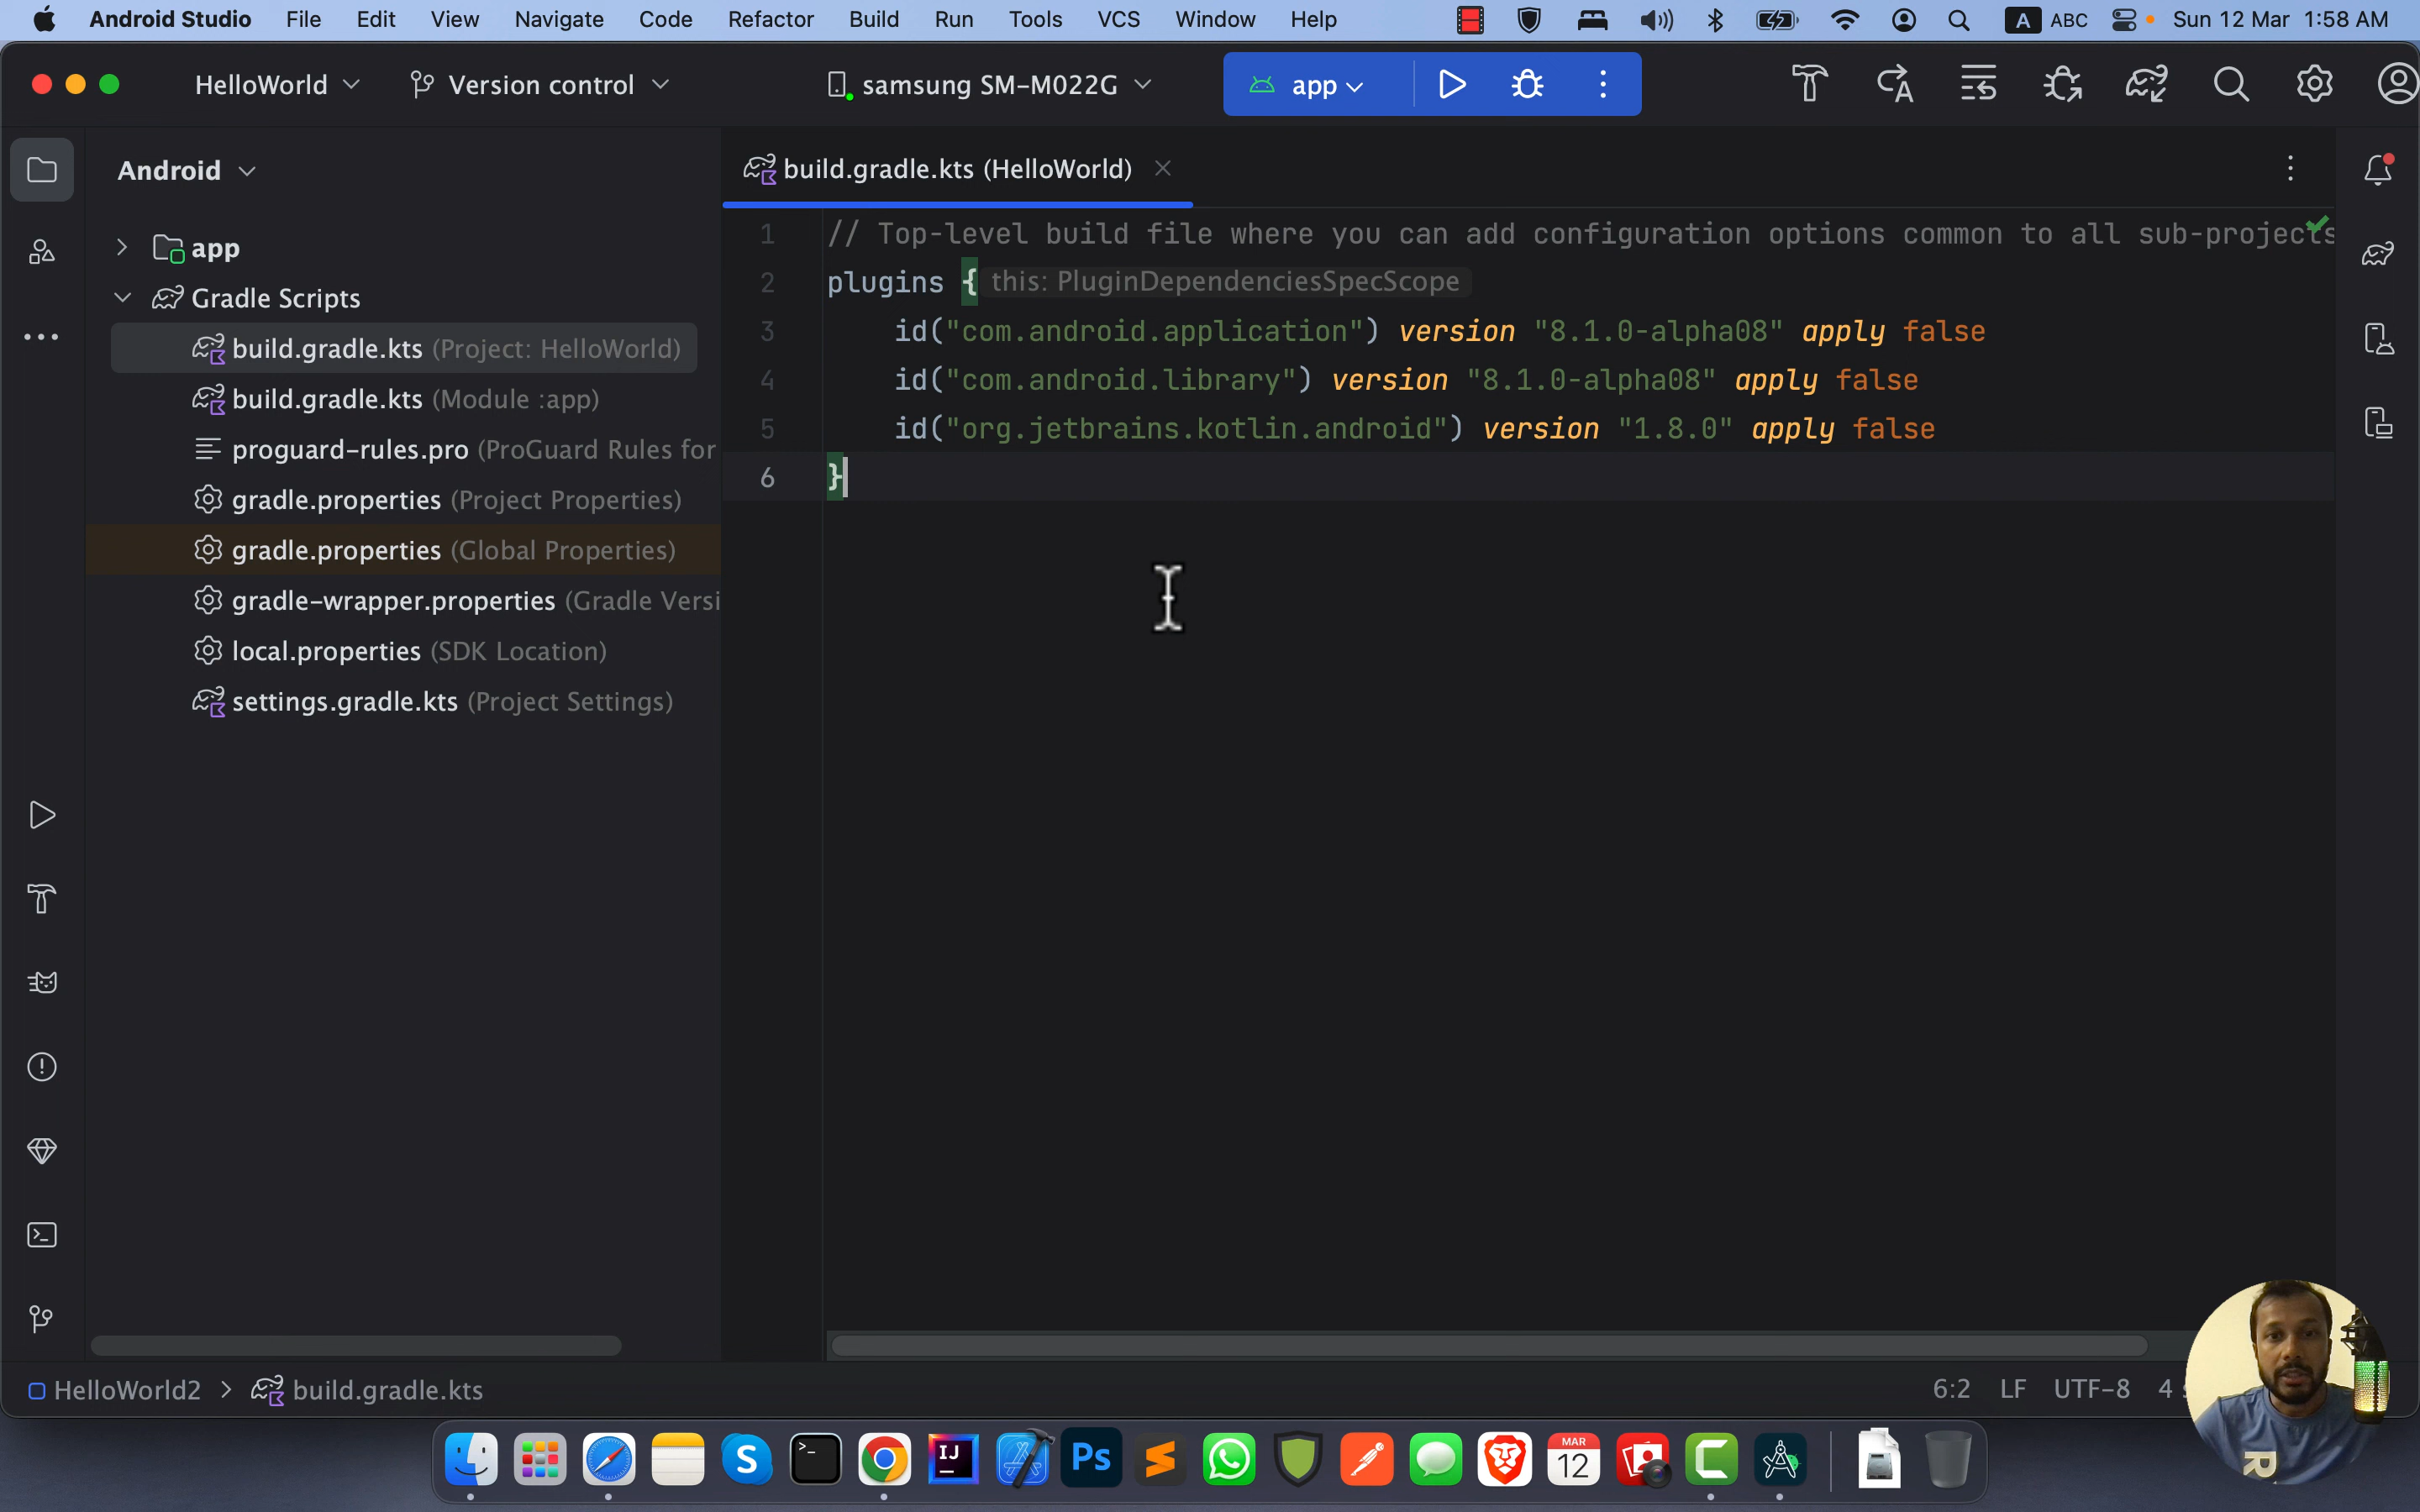 Android Studio File Edit View Navigate Code Refactor Build Run Tools VCS Window Help A ABC Sun 12 Mar 1:58 AM
HelloWorld Version control samsung SM-M022G app
Android
build.gradle.kts (HelloWorld)
app
Gradle Scripts
build.gradle.kts (Project: HelloWorld)
build.gradle.kts (Module :app)
proguard-rules.pro (ProGuard Rules for
gradle.properties (Project Properties)
gradle.properties (Global Properties)
gradle-wrapper.properties (Gradle Versi
local.properties (SDK Location)
settings.gradle.kts (Project Settings)
1 // Top-level build file where you can add configuration options common to all sub-projects
2 plugins { this: PluginDependenciesSpecScope
3 id("com.android.application") version "8.1.0-alpha08" apply false
4 id("com.android.library") version "8.1.0-alpha08" apply false
5 id("org.jetbrains.kotlin.android") version "1.8.0" apply false
6 }
HelloWorld2 > build.gradle.kts
6:2 LF UTF-8 4
IJ Ps MAR 12